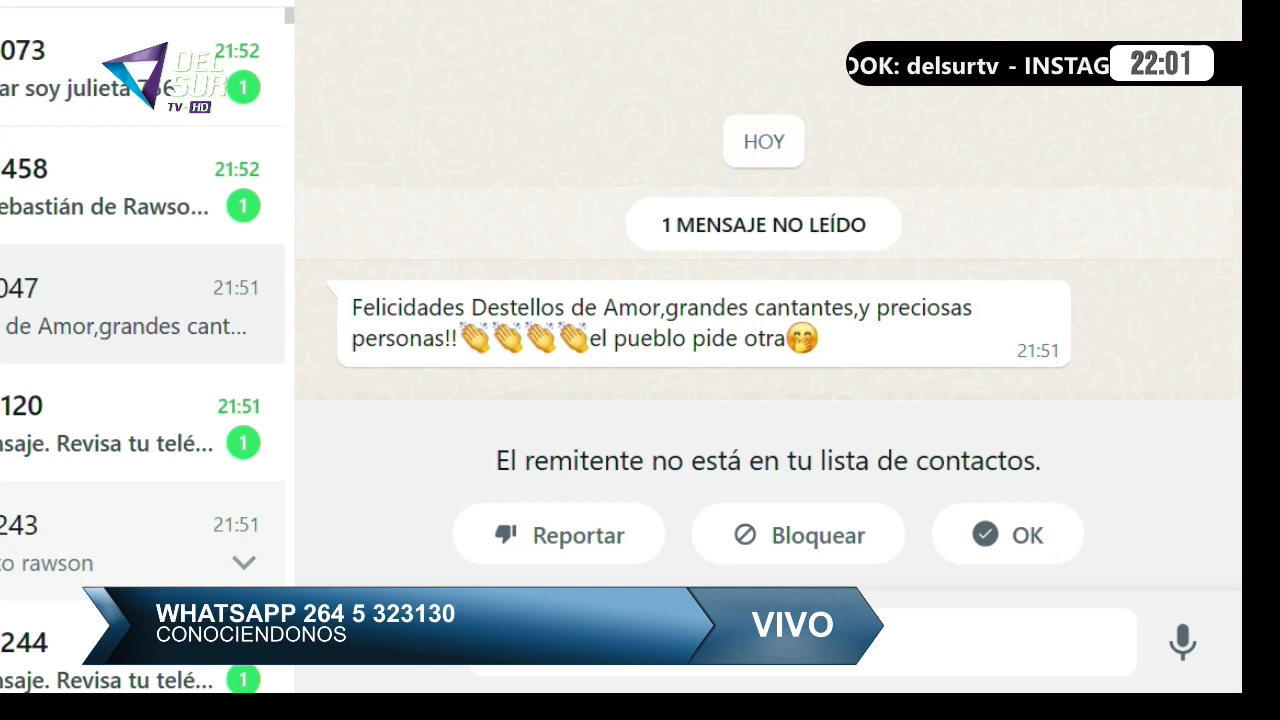 073
21:52
ar soy julieta
1
DEL
SUR
TV-HD
OOK: delsurtv - INSTAG
22:01
458
21:52
ebastián de Rawso...
1
047
21:51
de Amor,grandes cant...
120
21:51
nsaje. Revisa tu telé...
1
243
21:51
to rawson
244
nsaje. Revisa tu telé...
1
HOY
1 MENSAJE NO LEÍDO
Felicidades Destellos de Amor,grandes cantantes,y preciosas
personas!!👏👏👏👏el pueblo pide otra🤭
21:51
El remitente no está en tu lista de contactos.
Reportar
Bloquear
OK
WHATSAPP 264 5 323130
CONOCIENDONOS
VIVO